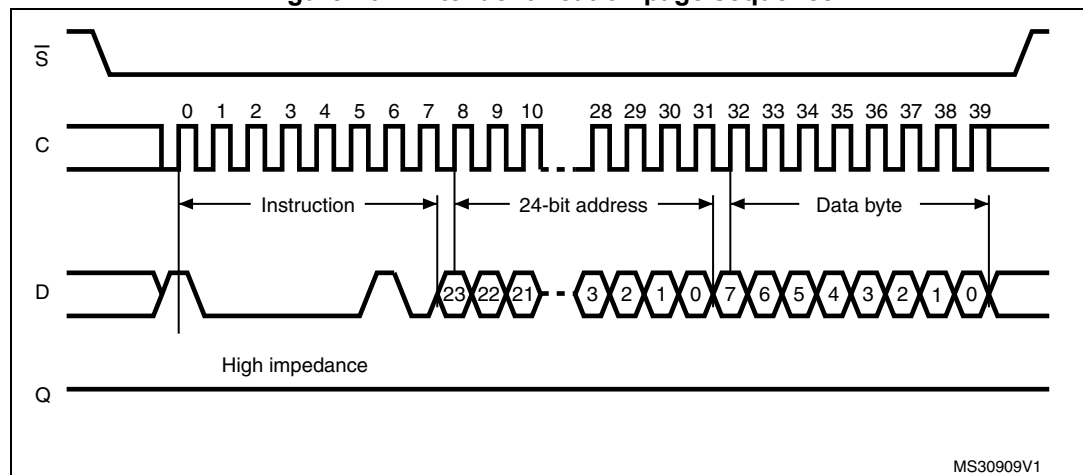 S
0 1 2 3 4 5 6 7 8 9 10 28 29 30 31 32 33 34 35 36 37 38 39
C
Instruction 24-bit address Data byte
D
23 22 21 3 2 1 0 7 6 5 4 3 2 1 0
High impedance
Q
MS30909V1